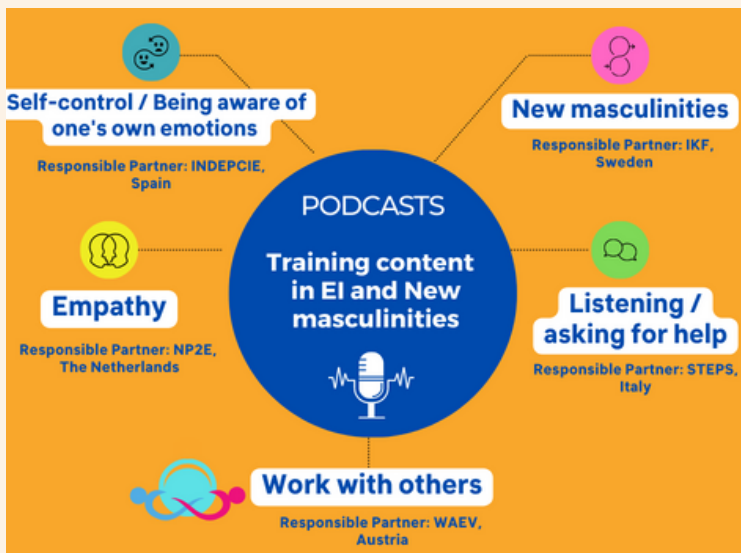 Self-control / Being aware of
one's own emotions
Responsible Partner: INDEPCIE,
Spain
New masculinities
Responsible Partner: IKF,
Sweden
PODCASTS
Training content
in EI and New
masculinities
Empathy
Responsible Partner: NP2E,
The Netherlands
Listening /
asking for help
Responsible Partner: STEPS,
Italy
Work with others
Responsible Partner: WAEV,
Austria